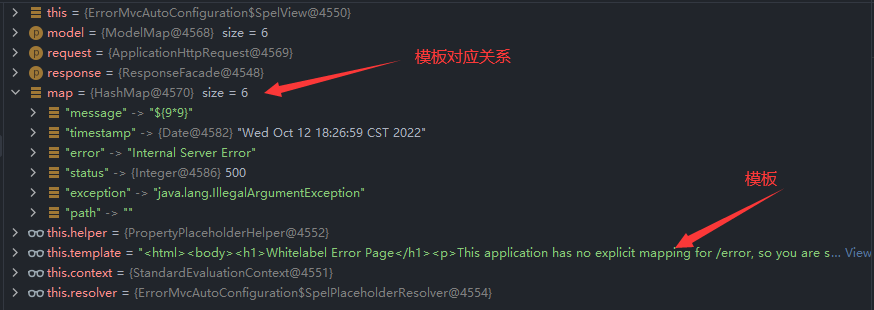 this = {ErrorMvcAutoConfiguration$SpelView@4550}
model = {ModelMap@4568} size = 6
request = {ApplicationHttpRequest@4569}
response = {ResponseFacade@4548}
模板对应关系
map = {HashMap@4570} size = 6
"message" -> "${9*9}"
"timestamp" -> {Date@4582} "Wed Oct 12 18:26:59 CST 2022"
"error" -> "Internal Server Error"
"status" -> {Integer@4586} 500
"exception" -> "java.lang.IllegalArgumentException"
模板
"path" -> ""
this.helper = {PropertyPlaceholderHelper@4552}
this.template = "<html><body><h1>Whitelabel Error Page</h1><p>This application has no explicit mapping for /error, so you are s... View
this.context = {StandardEvaluationContext@4551}
this.resolver = {ErrorMvcAutoConfiguration$SpelPlaceholderResolver@4554}